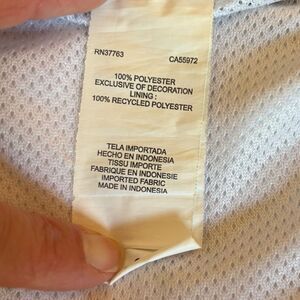 RN37763 CA55972
100% POLYESTER
EXCLUSIVE OF DECORATION
LINING :
100% RECYCLED POLYESTER
TELA IMPORTADA
HECHO EN INDONESIA
TISSU IMPORTE
FABRIQUE EN INDONESIE
IMPORTED FABRIC
MADE IN INDONESIA